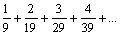 1/9 + 2/19 + 3/29 + 4/39 + ...